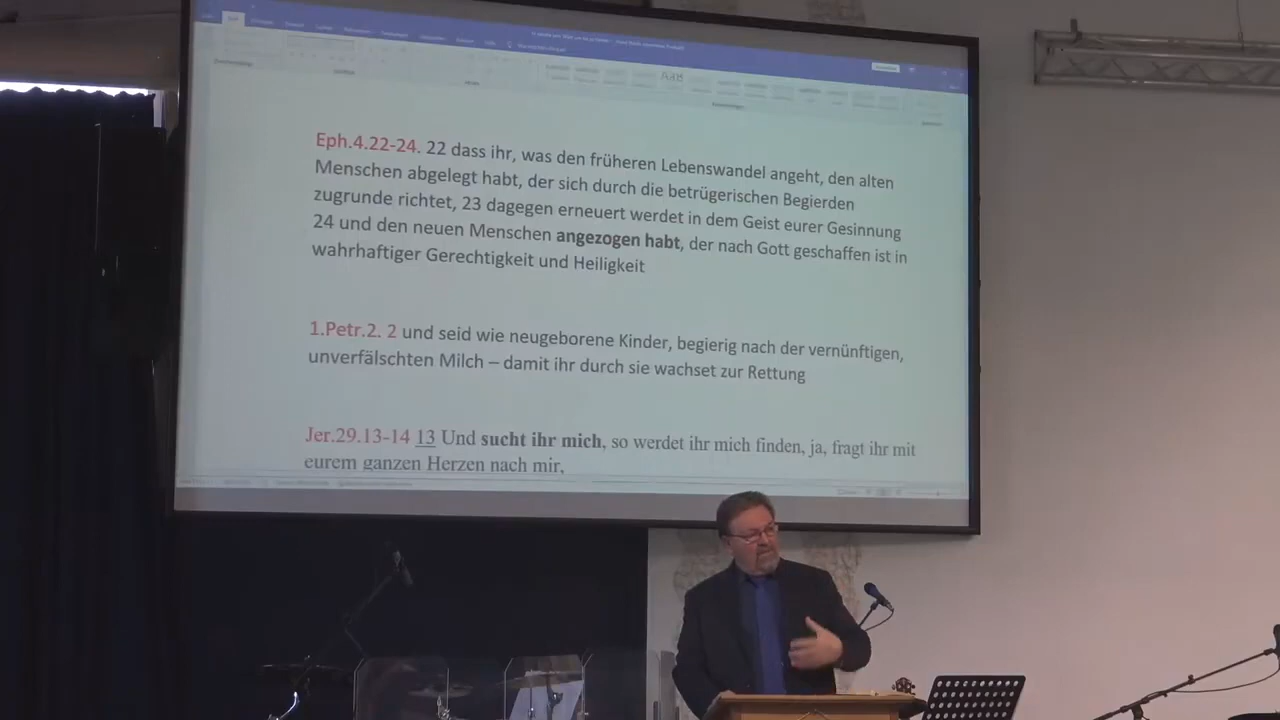 Eph.4.22-24. 22 dass ihr, was den früheren Lebenswandel angeht, den alten
Menschen abgelegt habt, der sich durch die betrügerischen Begierden
zugrunde richtet, 23 dagegen erneuert werdet in dem Geist eurer Gesinnung
24 und den neuen Menschen angezogen habt, der nach Gott geschaffen ist in
wahrhaftiger Gerechtigkeit und Heiligkeit
1.Petr.2. 2 und seid wie neugeborene Kinder, begierig nach der vernünftigen,
unverfälschten Milch – damit ihr durch sie wachset zur Rettung
Jer.29.13-14 13 Und sucht ihr mich, so werdet ihr mich finden, ja, fragt ihr mit
eurem ganzen Herzen nach mir,